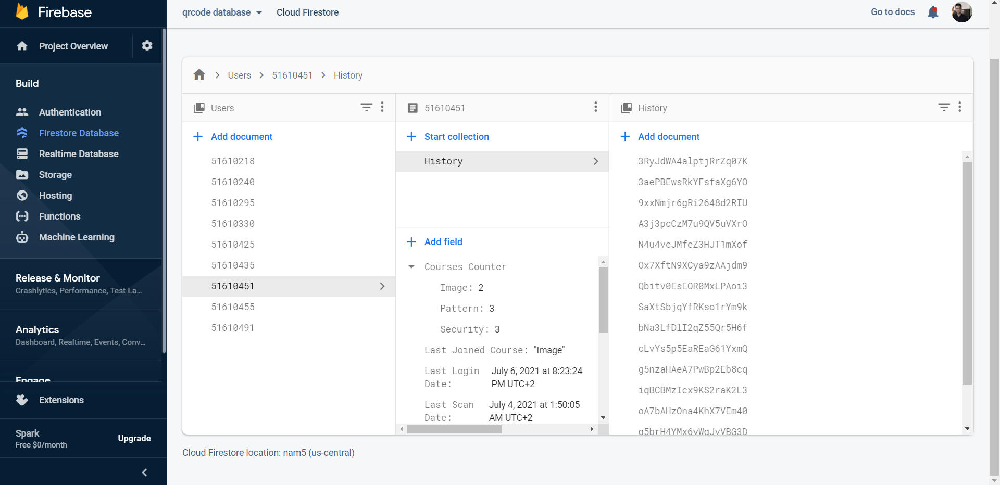 Firebase
Project Overview
Build
Authentication
Firestore Database
Realtime Database
Storage
Hosting
Functions
Machine Learning
Release & Monitor
Crashlytics, Performance, Test La...
Analytics
Dashboard, Realtime, Events, Conv...
Engage
Extensions
Spark
Free $0/month
Upgrade
qrcode database
Cloud Firestore
Go to docs
Users
51610451
History
Users
Add document
51610218
51610240
51610295
51610330
51610425
51610435
51610451
51610455
51610491
51610451
Start collection
History
Add field
Courses Counter
Image: 2
Pattern: 3
Security: 3
Last Joined Course: "Image"
Last Login Date: July 6, 2021 at 8:23:24 PM UTC+2
Last Scan Date: July 4, 2021 at 1:50:05 AM UTC+2
History
Add document
3RyJdWA4alptjRrZq07K
3aePBEwsRkYFsfaXg6YO
9xxNmjr6gRi2648d2RIU
A3j3pcCzM7u9QV5uVXrO
N4u4veJMfeZ3HJT1mXof
Ox7XftN9XCya9zAAjdm9
Qbitv0EsEOR0MxLPAoi3
SaXtSbjqYfRKso1rYm9k
bNa3LfDlI2qZ55Qr5H6f
cLvYs5p5EaREaG61YxmQ
g5nzaHAeA7PwBp2Eb8cq
iqBCBMzIcx9KS2raK2L3
oA7bAHzOna4KhX7VEm40
Cloud Firestore location: nam5 (us-central)